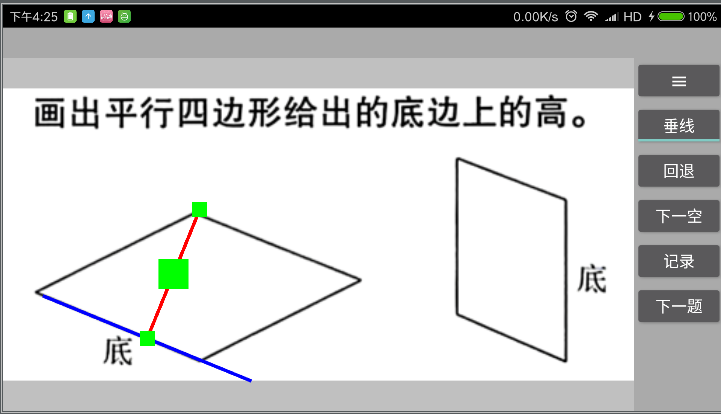 下午4:25 0.00K/s HD 100%
画出平行四边形给出的底边上的高。
底
底
垂线
回退
下一空
记录
下一题